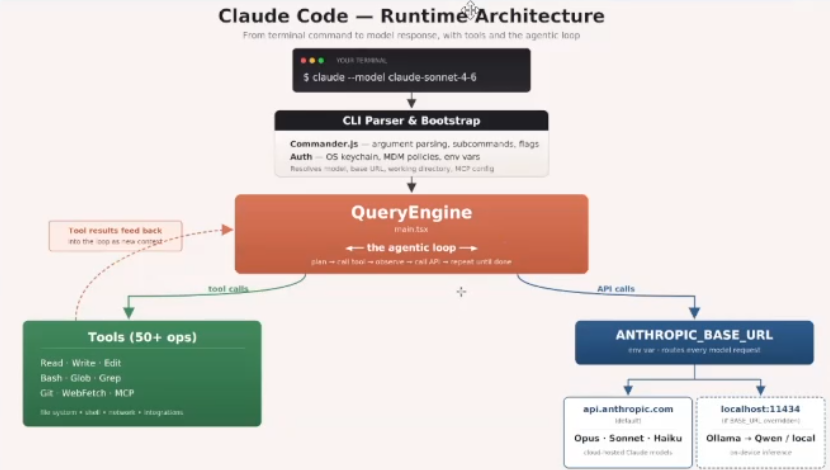 Claude Code — Runtime Architecture
From terminal command to model response, with tools and the agentic loop
YOUR TERMINAL
$ claude --model claude-sonnet-4-6
CLI Parser & Bootstrap
Commander.js — argument parsing, subcommands, flags
Auth — OS keychain, MDM policies, env vars
Resolves model, base URL, working directory, MCP config
QueryEngine
main.tsx
the agentic loop
plan → call tool → observe → call API → repeat until done
Tool results feed back
into the loop as new context
tool calls
API calls
Tools (50+ ops)
Read · Write · Edit
Bash · Glob · Grep
Git · WebFetch · MCP
file system • shell • network • integrations
ANTHROPIC_BASE_URL
env var · routes every model request
api.anthropic.com
(default)
Opus · Sonnet · Haiku
cloud-hosted Claude models
localhost:11434
(if BASE_URL overridden)
Ollama → Qwen / local
on-device inference